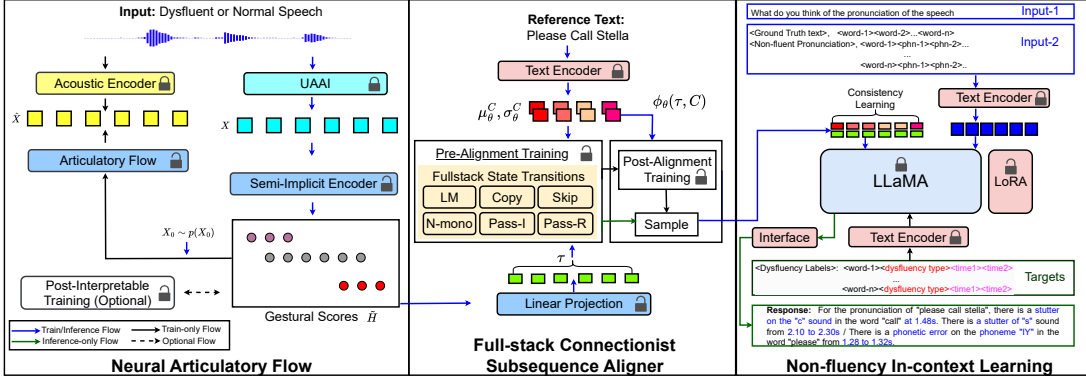 Input: Dysfluent or Normal Speech
Acoustic Encoder
UAAI
X̂
X
Articulatory Flow
Semi-Implicit Encoder
X₀ ∼ p(X₀)
Post-Interpretable
Training (Optional)
Gestural Scores H̃
Train/Inference Flow
Train-only Flow
Inference-only Flow
Optional Flow
Neural Articulatory Flow
Reference Text:
Please Call Stella
Text Encoder
μ_θ^C, σ_θ^C
ϕ_θ(τ, C)
Pre-Alignment Training
Fullstack State Transitions
LM Copy Skip
N-mono Pass-I Pass-R
Post-Alignment
Training
Sample
τ
Linear Projection
Full-stack Connectionist
Subsequence Aligner
What do you think of the pronunciation of the speech
Input-1
<Ground Truth text>, <word-1><word-2>...<word-n>
Input-2
<Non-fluent Pronunciation>, <word-1><phn-1><phn-2>...
...
<word-n><phn-1><phn-2>..
Consistency
Learning
Text Encoder
LLaMA
LoRA
Interface
Text Encoder
<Dysfluency Labels>: <word-1><dysfluency type><time1><time2>
...
<word-n><dysfluency type><time1><time2>
Targets
Response: For the pronunciation of "please call stella", there is a stutter
on the "c" sound in the word "call" at 1.48s. There is a stutter of "s" sound
from 2.10 to 2.30s / There is a phonetic error on the phoneme "IY" in
the word "please" from 1.28 to 1.32s.
Non-fluency In-context Learning